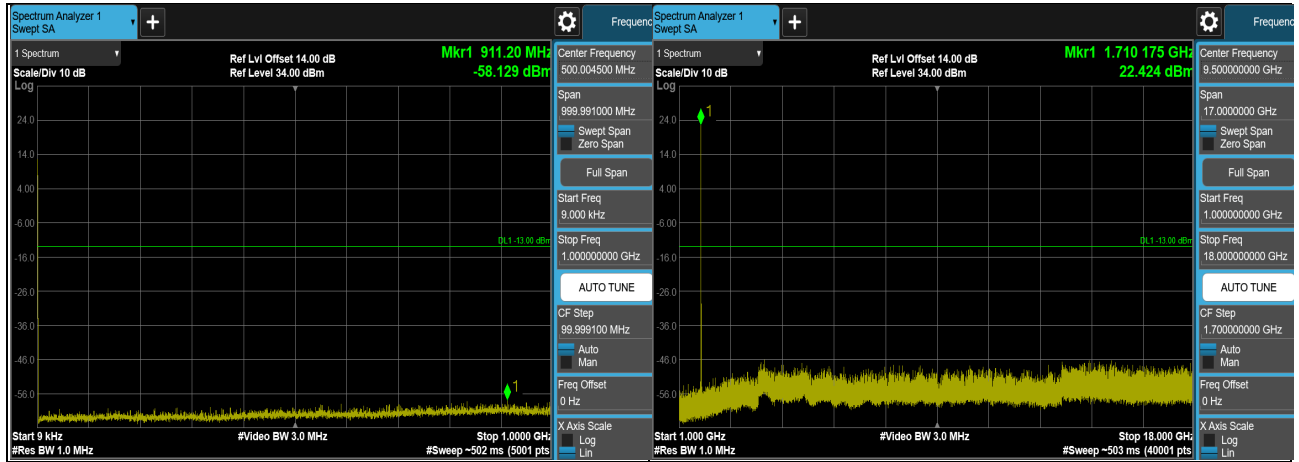 Spectrum Analyzer 1
Swept SA
+
Frequenc
1 Spectrum
Ref Lvl Offset 14.00 dB
Mkr1 911.20 MHz
Scale/Div 10 dB
Ref Level 34.00 dBm
-58.129 dBm
Log
24.0
14.0
4.00
-6.00
-16.0
-26.0
-36.0
-46.0
-56.0
1
DL1 -13.00 dBm
Start 9 kHz
#Video BW 3.0 MHz
Stop 1.0000 GHz
#Res BW 1.0 MHz
#Sweep ~502 ms (5001 pts
Center Frequency
500.004500 MHz
Span
999.991000 MHz
Swept Span
Zero Span
Full Span
Start Freq
9.000 kHz
Stop Freq
1.000000000 GHz
AUTO TUNE
CF Step
99.999100 MHz
Auto
Man
Freq Offset
0 Hz
X Axis Scale
Log
Lin
Spectrum Analyzer 1
Swept SA
+
Frequenc
1 Spectrum
Ref Lvl Offset 14.00 dB
Mkr1 1.710 175 GHz
Scale/Div 10 dB
Ref Level 34.00 dBm
22.424 dBm
Log
24.0
14.0
4.00
-6.00
-16.0
-26.0
-36.0
-46.0
-56.0
1
DL1 -13.00 dBm
Start 1.000 GHz
#Video BW 3.0 MHz
Stop 18.000 GHz
#Res BW 1.0 MHz
#Sweep ~503 ms (40001 pts
Center Frequency
9.500000000 GHz
Span
17.0000000 GHz
Swept Span
Zero Span
Full Span
Start Freq
1.000000000 GHz
Stop Freq
18.000000000 GHz
AUTO TUNE
CF Step
1.700000000 GHz
Auto
Man
Freq Offset
0 Hz
X Axis Scale
Log
Lin